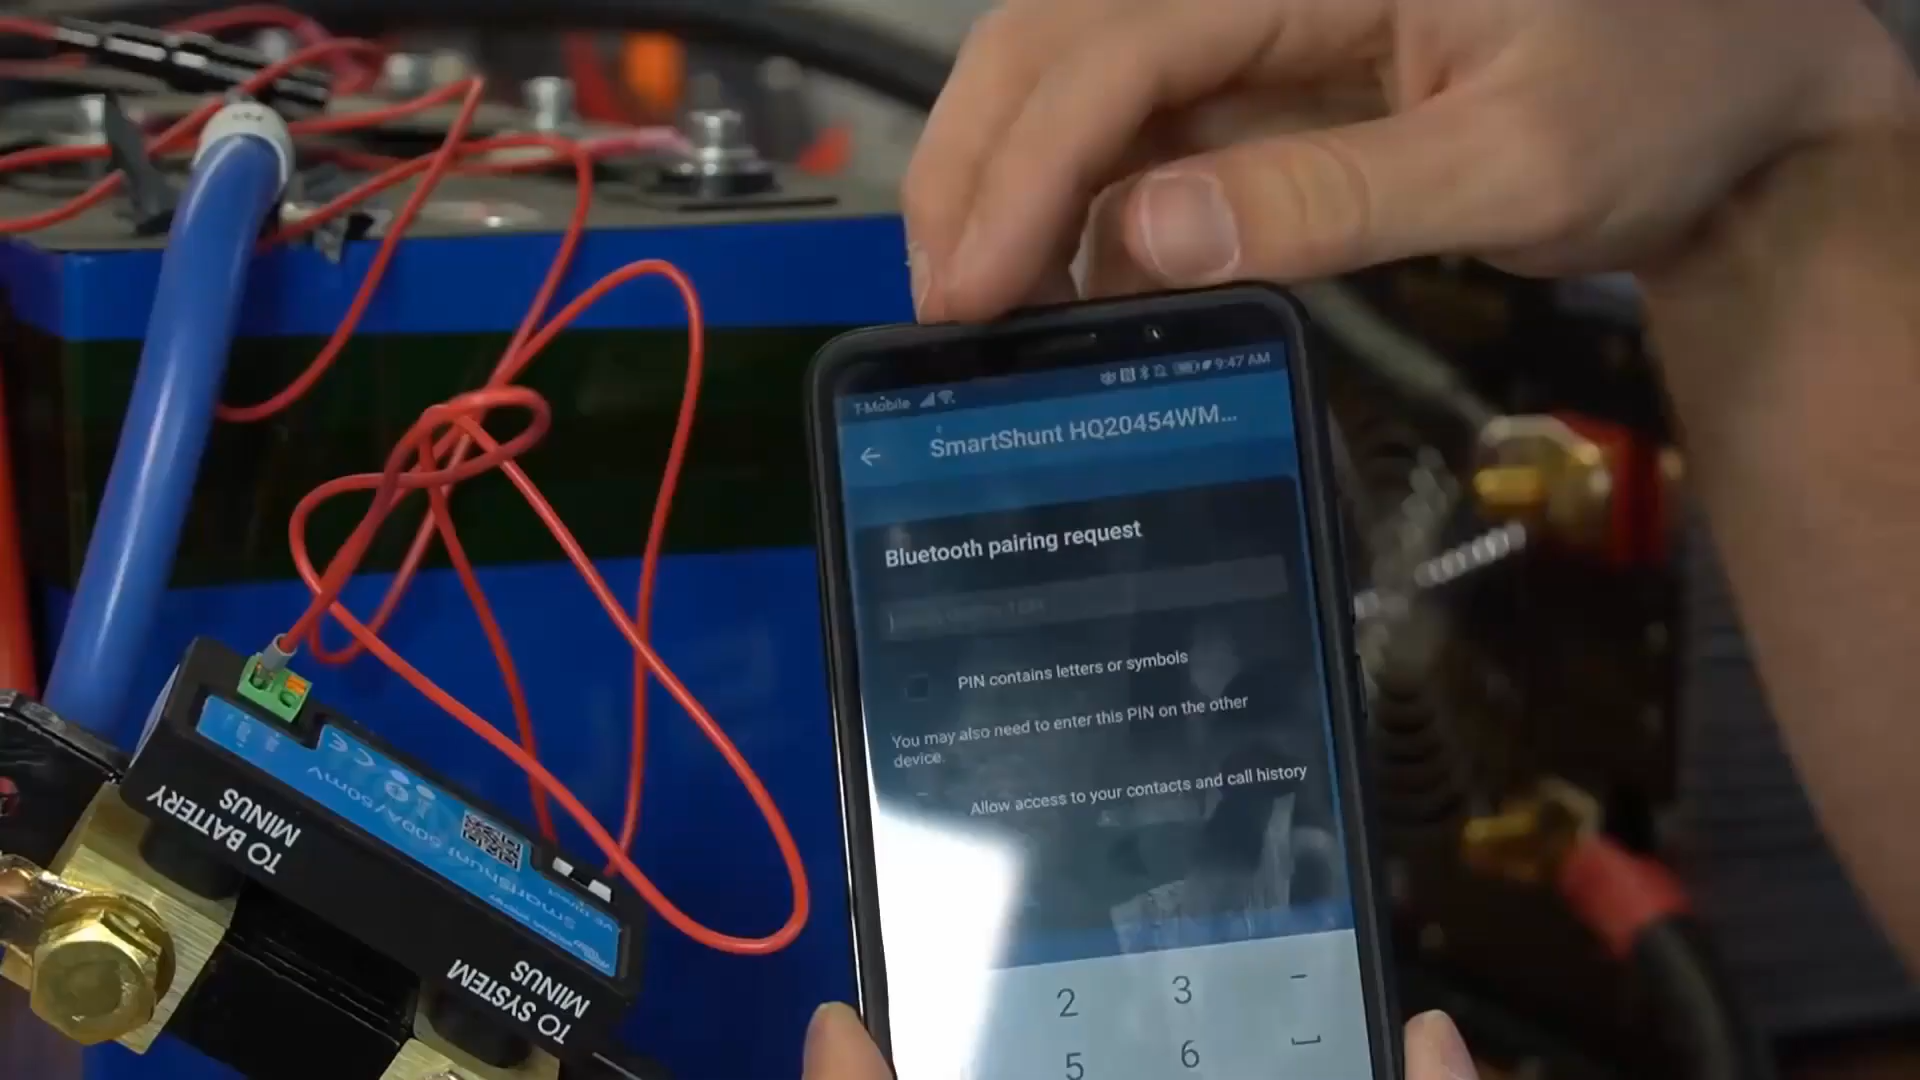 T-Mobile
9:47 AM
SmartShunt HQ20454WM...
Bluetooth pairing request
PIN contains letters or symbols
You may also need to enter this PIN on the other
device.
Allow access to your contacts and call history
2 3 -
5 6
TO BATTERY
MINUS
SmartShunt 500A/50mV
TO SYSTEM
MINUS